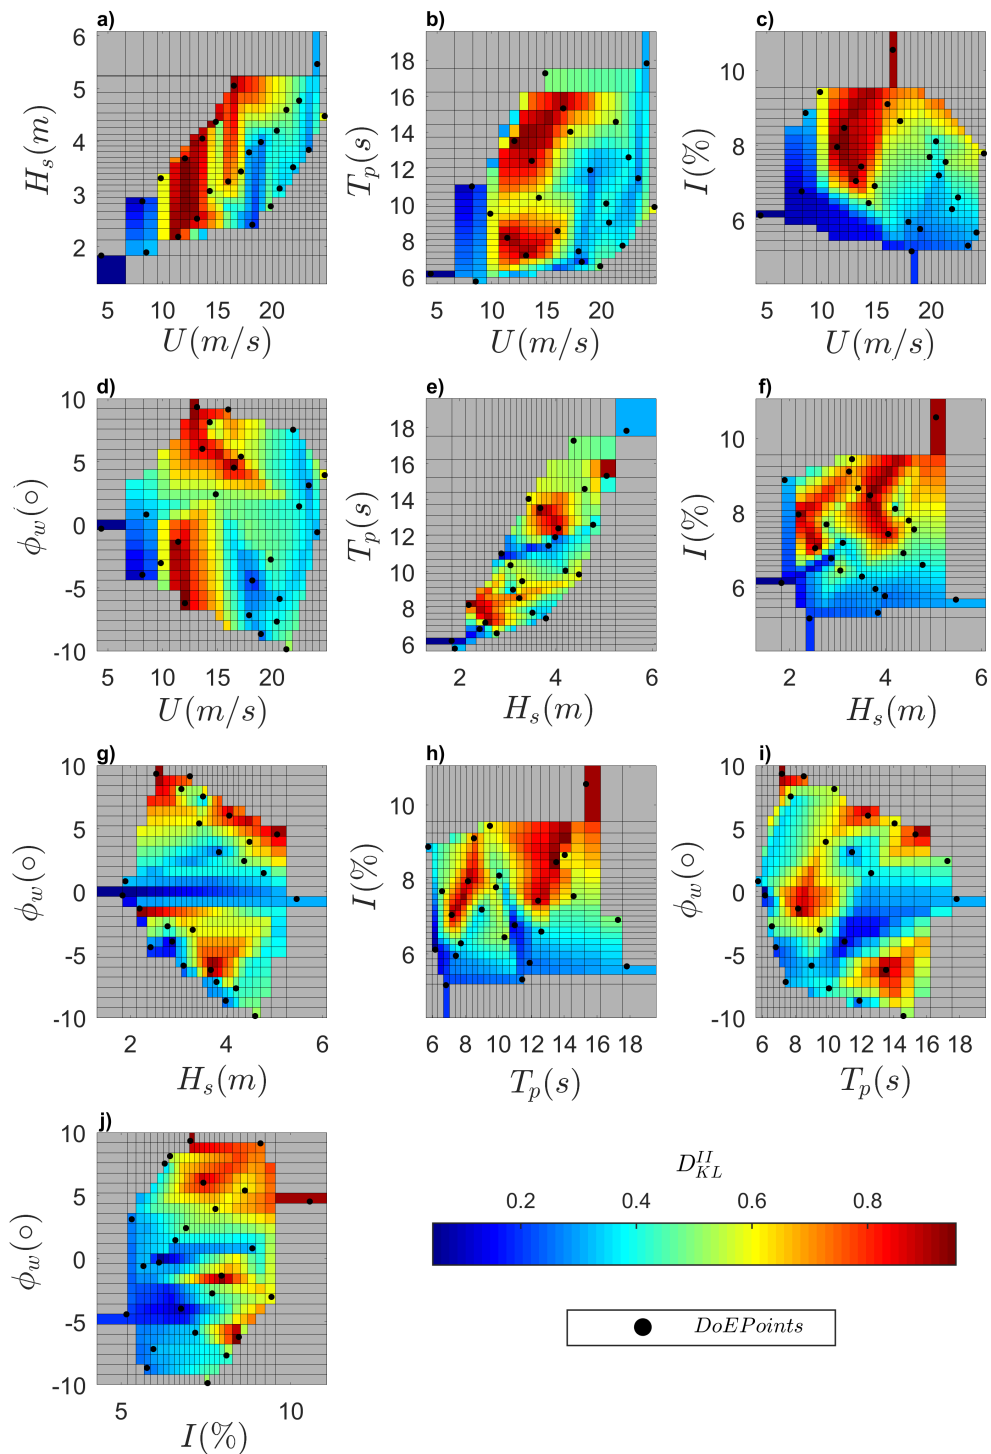 a)
6
5
4
3
2
H_s(m)
5 10 15 20
U(m/s)
b)
18
16
14
12
10
8
6
T_p(s)
5 10 15 20
U(m/s)
c)
10
8
6
I(%)
5 10 15 20
U(m/s)
d)
10
5
0
-5
-10
ϕ_w(○)
5 10 15 20
U(m/s)
e)
18
16
14
12
10
8
6
T_p(s)
2 4 6
H_s(m)
f)
10
8
6
I(%)
2 4 6
H_s(m)
g)
10
5
0
-5
-10
ϕ_w(○)
2 4 6
H_s(m)
h)
10
8
6
I(%)
6 8 10 12 14 16 18
T_p(s)
i)
10
5
0
-5
-10
ϕ_w(○)
6 8 10 12 14 16 18
T_p(s)
j)
10
5
0
-5
-10
ϕ_w(○)
5 10
I(%)
D_{KL}^{II}
0.2 0.4 0.6 0.8
DoEPoints